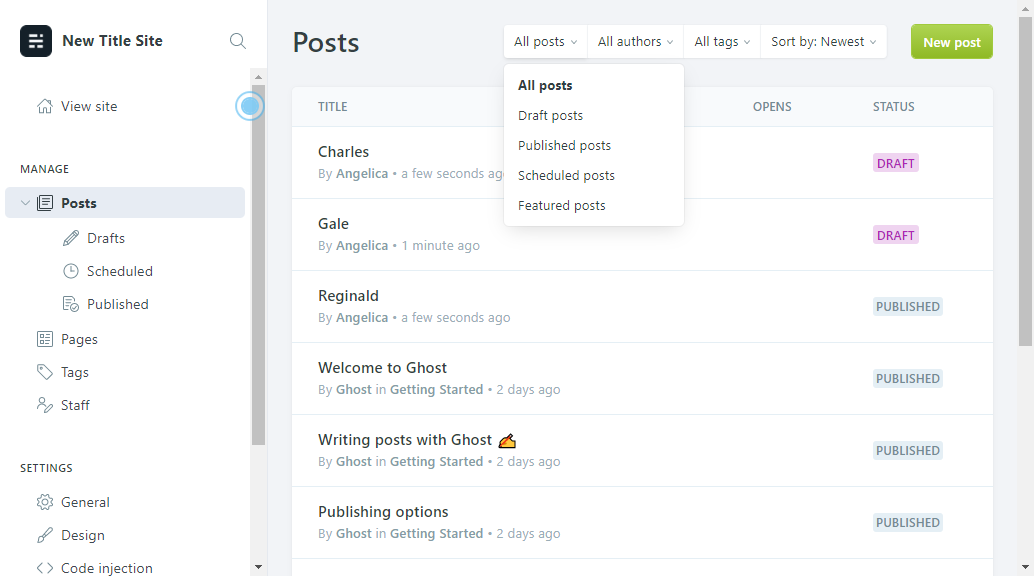 New Title Site
View site
MANAGE
Posts
Drafts
Scheduled
Published
Pages
Tags
Staff
SETTINGS
General
Design
Code injection
Posts
All posts
All authors
All tags
Sort by: Newest
New post
All posts
Draft posts
Published posts
Scheduled posts
Featured posts
TITLE
OPENS
STATUS
Charles
By Angelica • a few seconds ago
DRAFT
Gale
By Angelica • 1 minute ago
DRAFT
Reginald
By Angelica • a few seconds ago
PUBLISHED
Welcome to Ghost
By Ghost in Getting Started • 2 days ago
PUBLISHED
Writing posts with Ghost ✍️
By Ghost in Getting Started • 2 days ago
PUBLISHED
Publishing options
By Ghost in Getting Started • 2 days ago
PUBLISHED